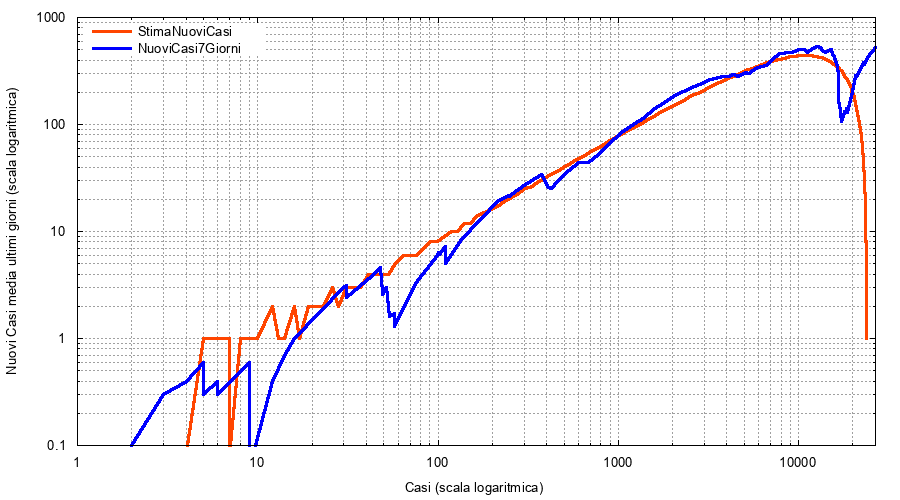 StimaNuoviCasi
NuoviCasi7Giorni
Nuovi Casi media ultimi giorni (scala logaritmica)
1000
100
10
1
0.1
1
10
100
1000
10000
Casi (scala logaritmica)